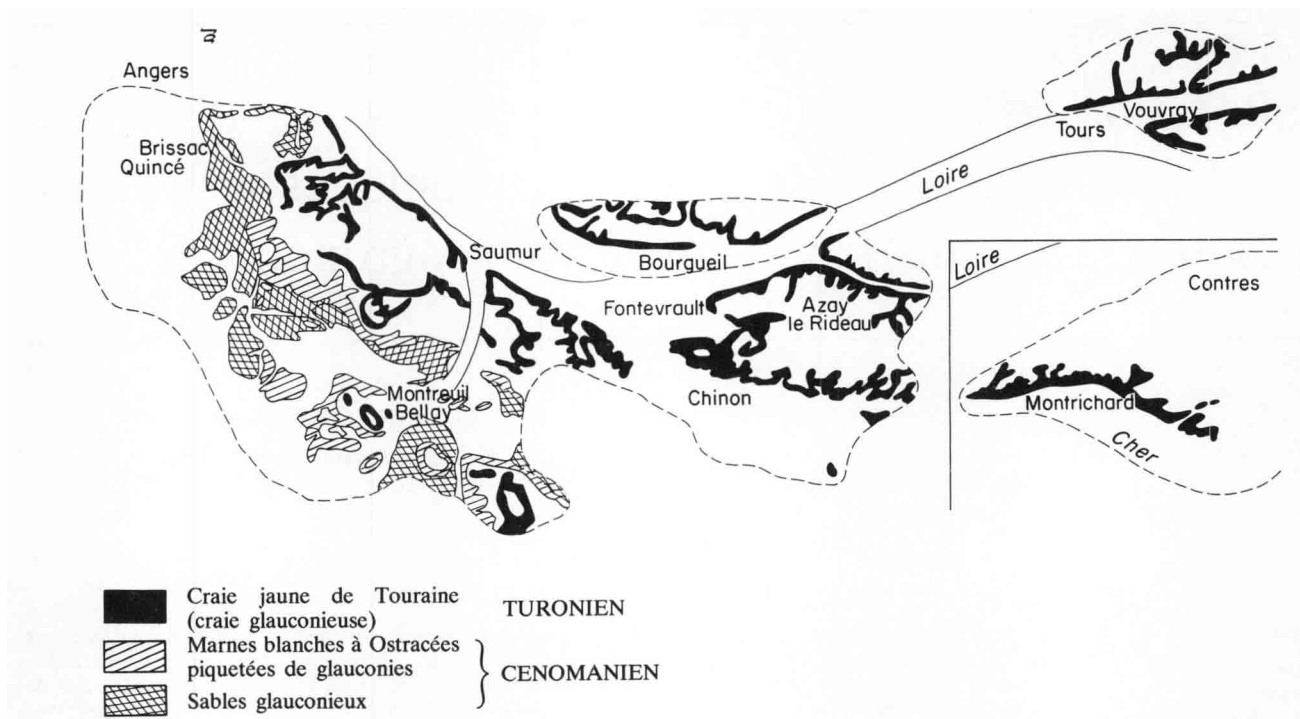 Angers
Brissac
Quincé
Saumur
Montreuil
Bellay
Bourgueil
Fontevrault
Azay
le Rideau
Chinon
Tours
Vouvray
Loire
Loire
Contres
Montrichard
Cher
Craie jaune de Touraine
(craie glauconieuse)
TURONIEN
Marnes blanches à Ostracées
piquetées de glauconies
CENOMANIEN
Sables glauconieux